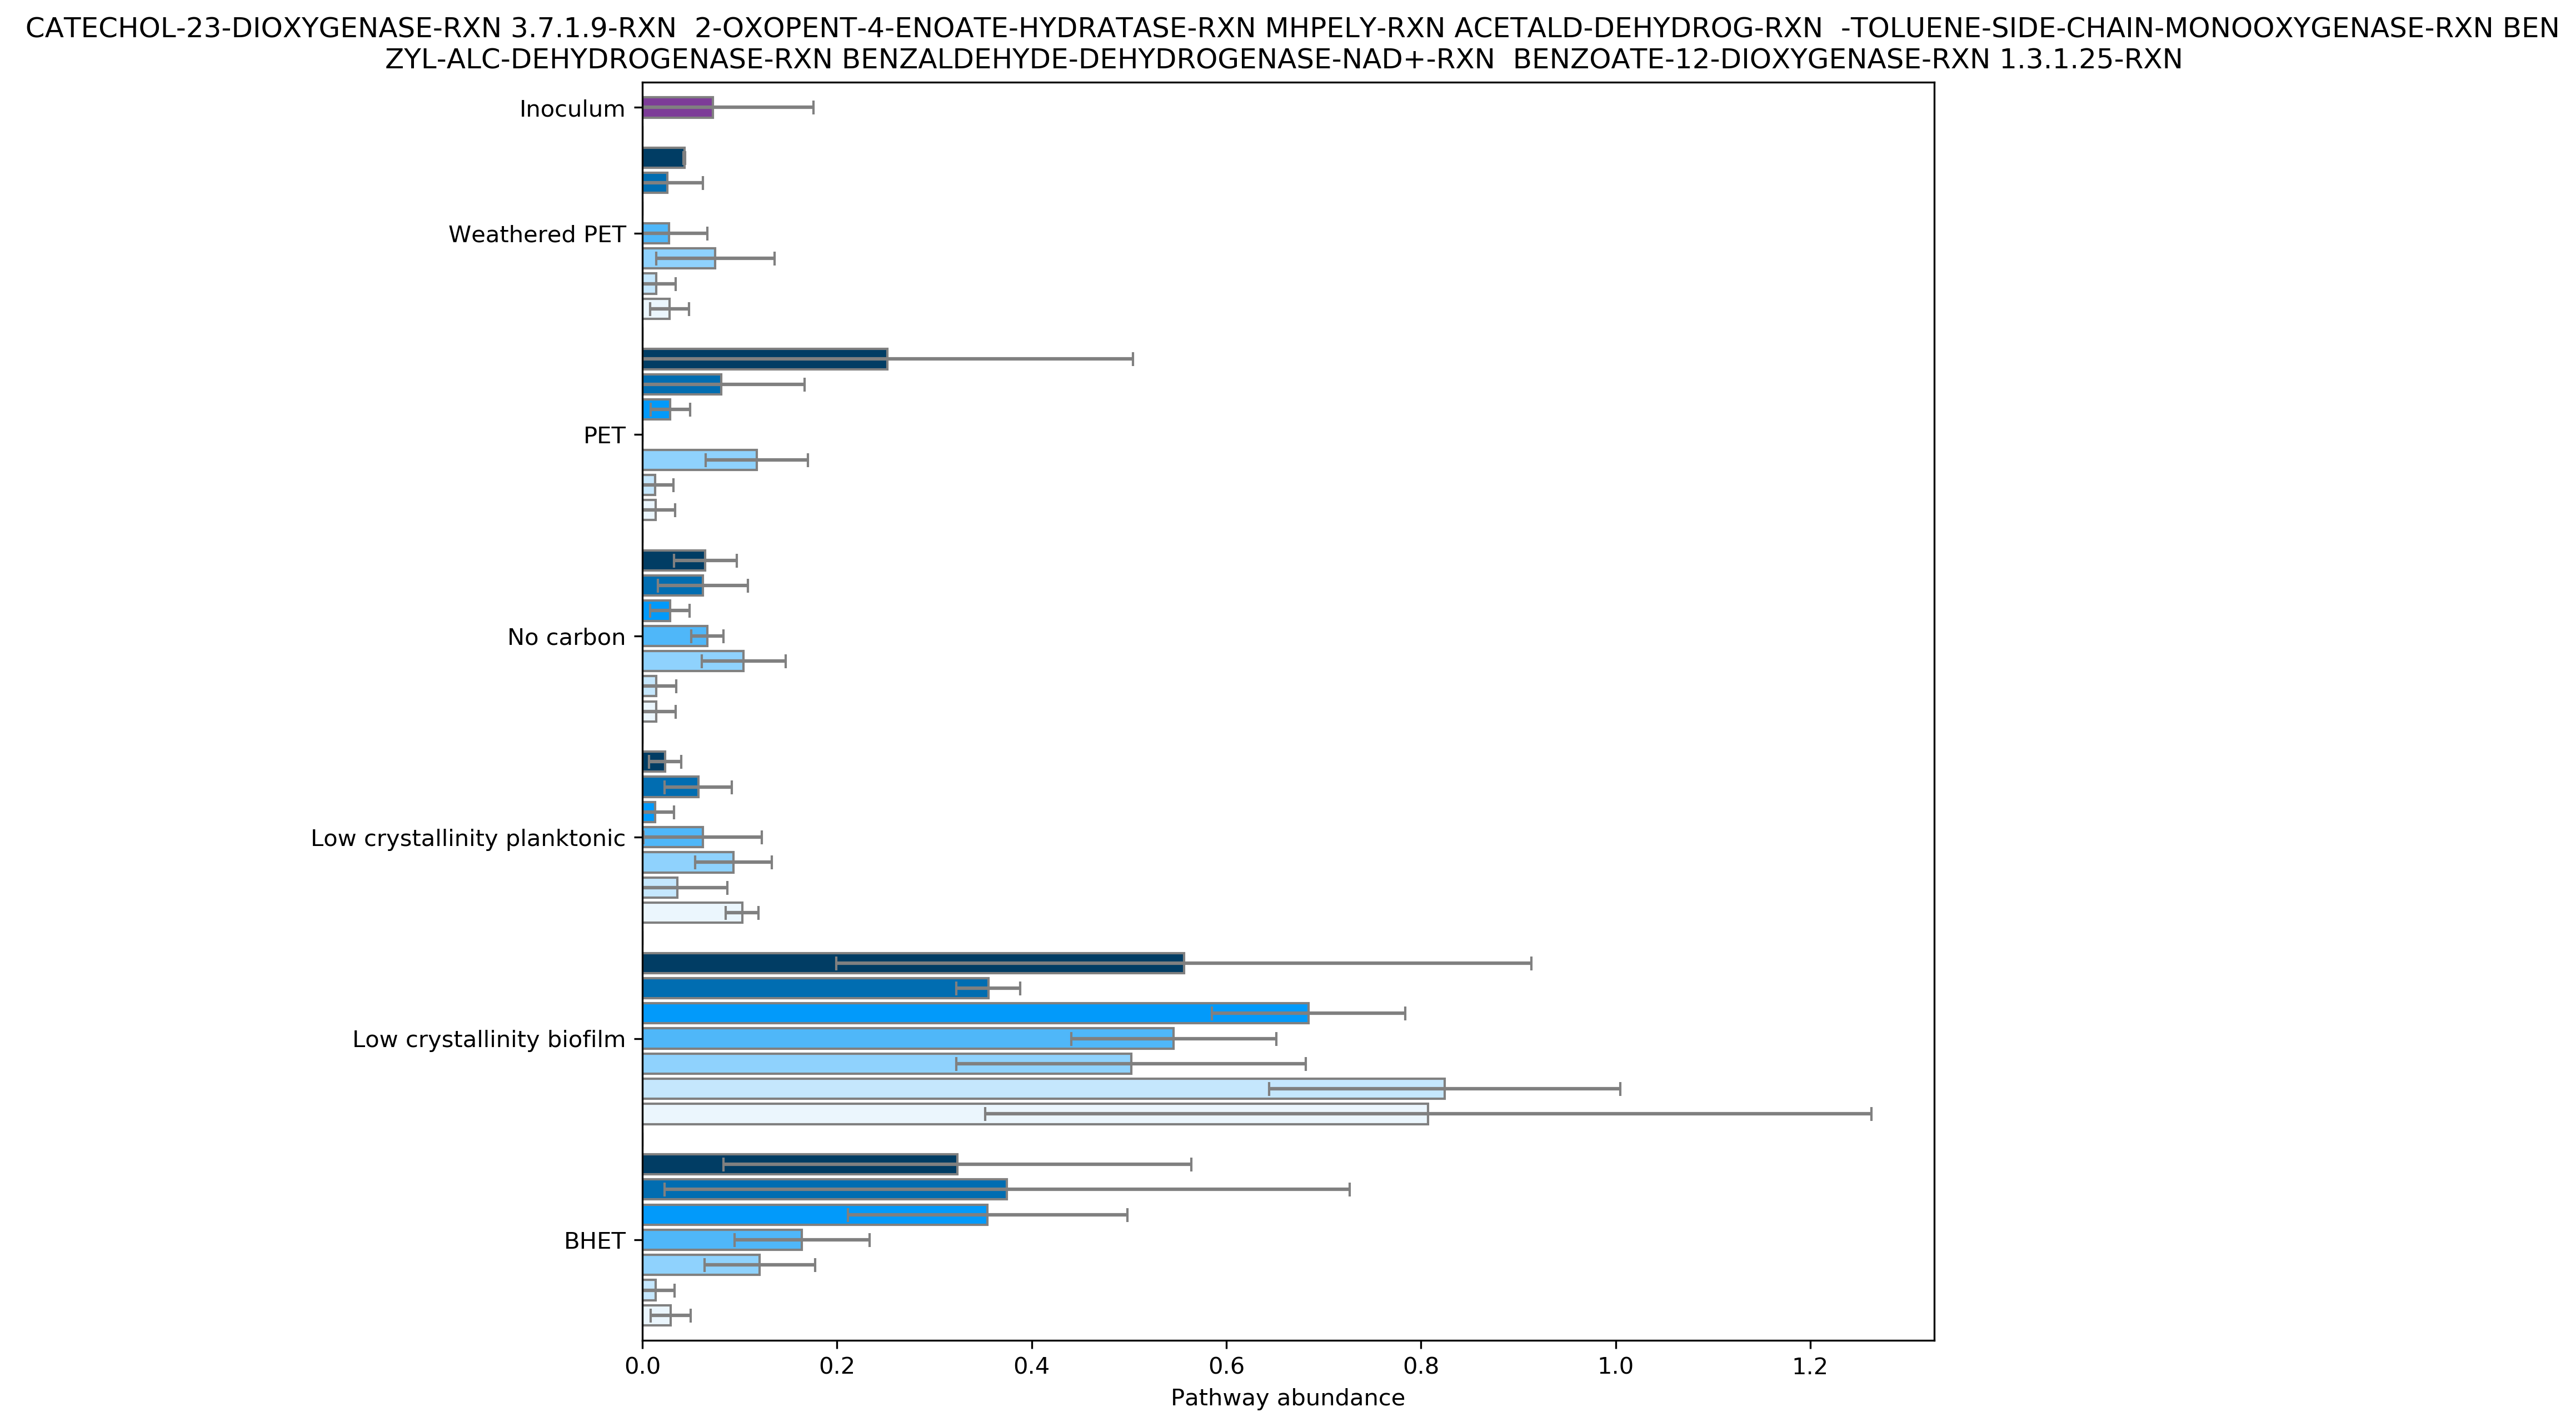 CATECHOL-23-DIOXYGENASE-RXN 3.7.1.9-RXN  2-OXOPENT-4-ENOATE-HYDRATASE-RXN MHPELY-RXN ACETALD-DEHYDROG-RXN  -TOLUENE-SIDE-CHAIN-MONOOXYGENASE-RXN BEN
ZYL-ALC-DEHYDROGENASE-RXN BENZALDEHYDE-DEHYDROGENASE-NAD+-RXN  BENZOATE-12-DIOXYGENASE-RXN 1.3.1.25-RXN
Inoculum
Weathered PET
PET
No carbon
Low crystallinity planktonic
Low crystallinity biofilm
BHET
0.0 0.2 0.4 0.6 0.8 1.0 1.2
Pathway abundance